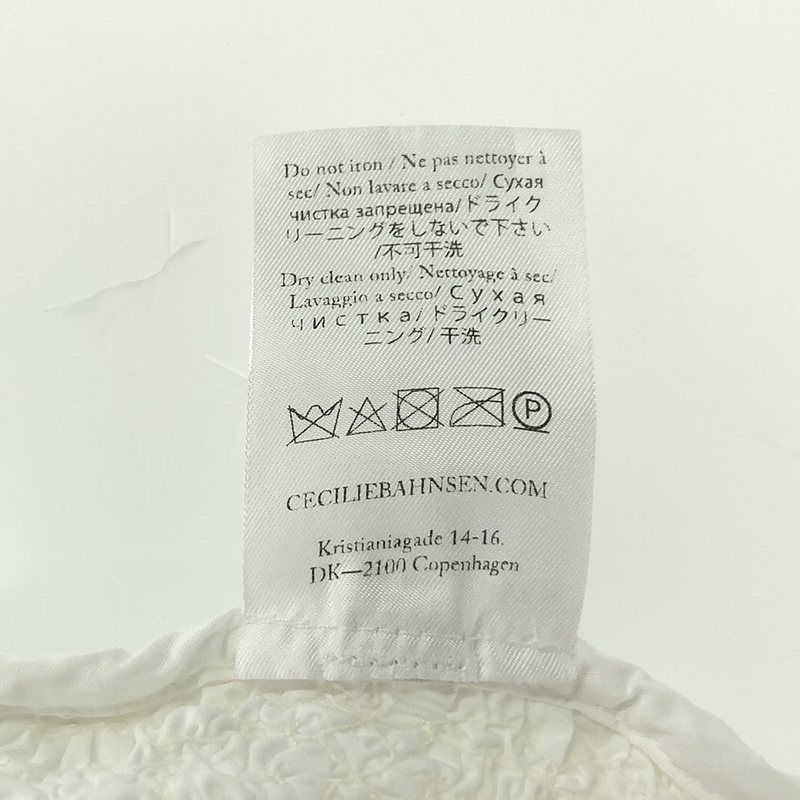 Do not iron / Ne pas nettoyer à
sec/ Non lavare a secco/ Сухая
чистка запрещена/ドライク
リーニングをしないで下さい
/不可干洗
Dry clean only/ Nettoyage à sec/
Lavaggio a secco/ Сухая
чистка/ ドライクリー
ニング/ 干洗
P
CECILIEBAHNSEN.COM
Kristianiagade 14-16.
DK—2100 Copenhagen